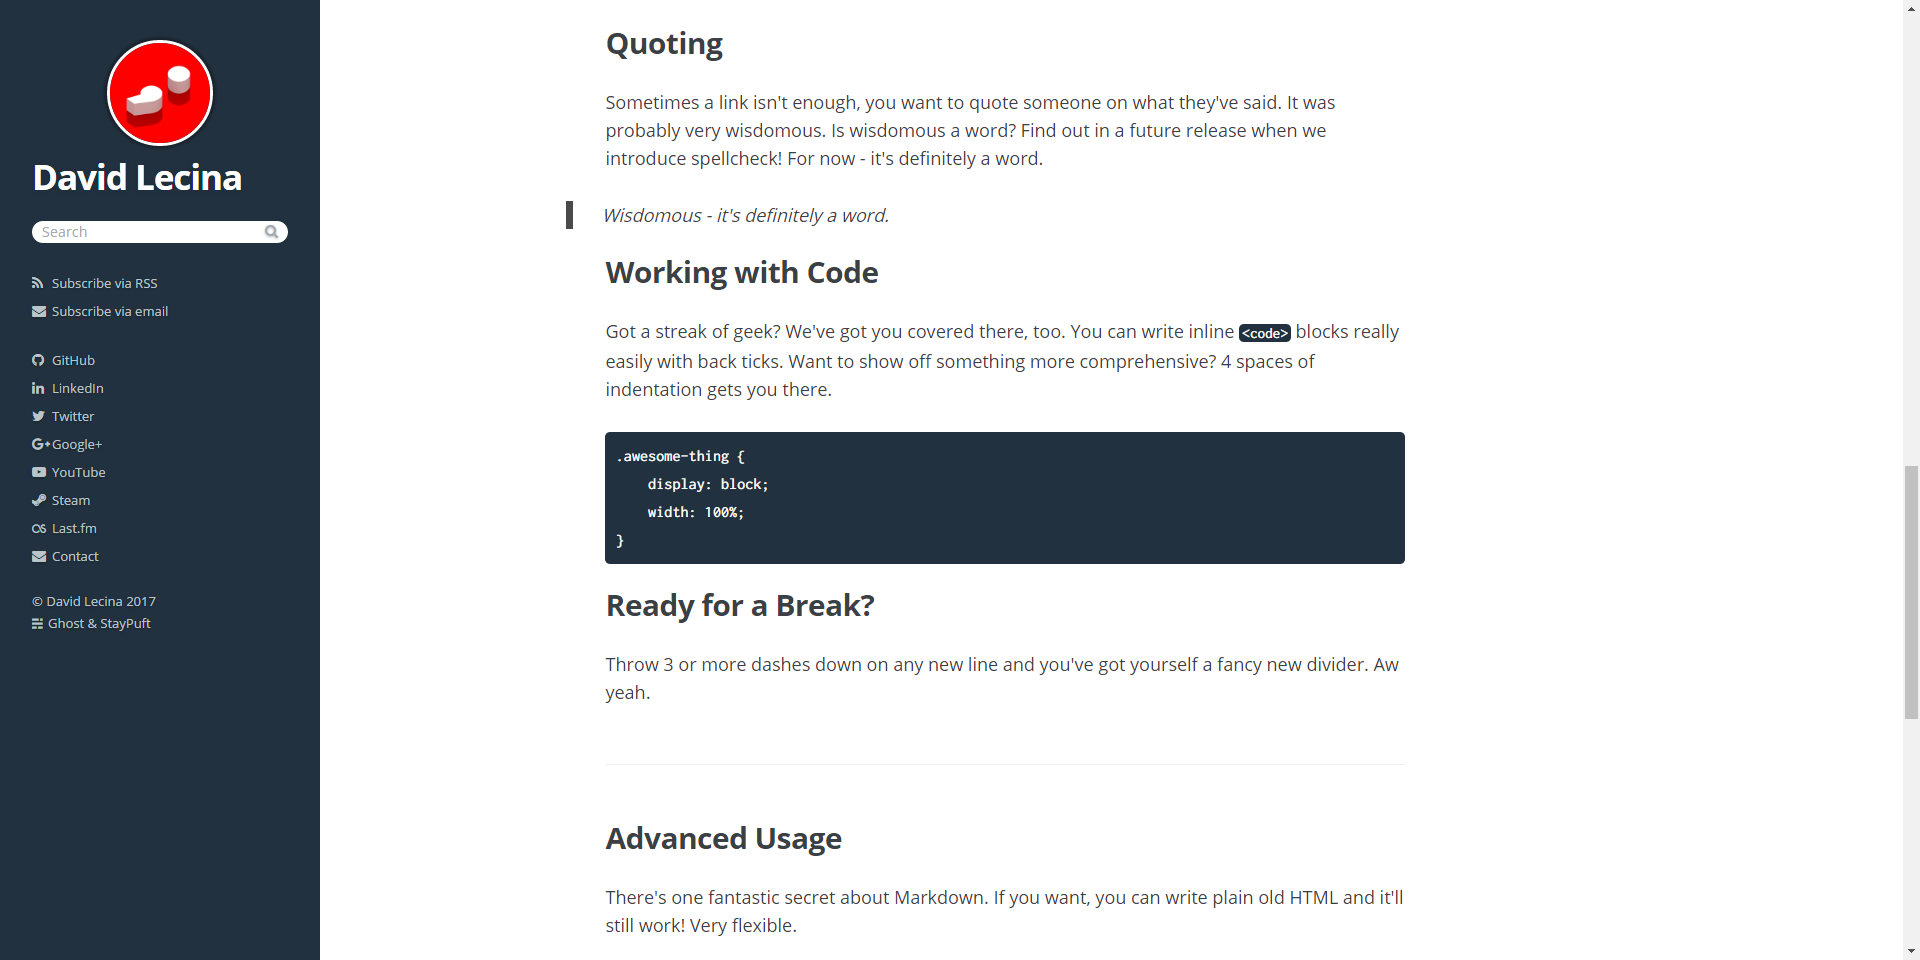 David Lecina
Search
Subscribe via RSS
Subscribe via email
GitHub
LinkedIn
Twitter
Google+
YouTube
Steam
Last.fm
Contact
© David Lecina 2017
Ghost & StayPuft
Quoting
Sometimes a link isn't enough, you want to quote someone on what they've said. It was
probably very wisdomous. Is wisdomous a word? Find out in a future release when we
introduce spellcheck! For now - it's definitely a word.
Wisdomous - it's definitely a word.
Working with Code
Got a streak of geek? We've got you covered there, too. You can write inline <code> blocks really
easily with back ticks. Want to show off something more comprehensive? 4 spaces of
indentation gets you there.
.awesome-thing {
    display: block;
    width: 100%;
}
Ready for a Break?
Throw 3 or more dashes down on any new line and you've got yourself a fancy new divider. Aw
yeah.
Advanced Usage
There's one fantastic secret about Markdown. If you want, you can write plain old HTML and it'll
still work! Very flexible.